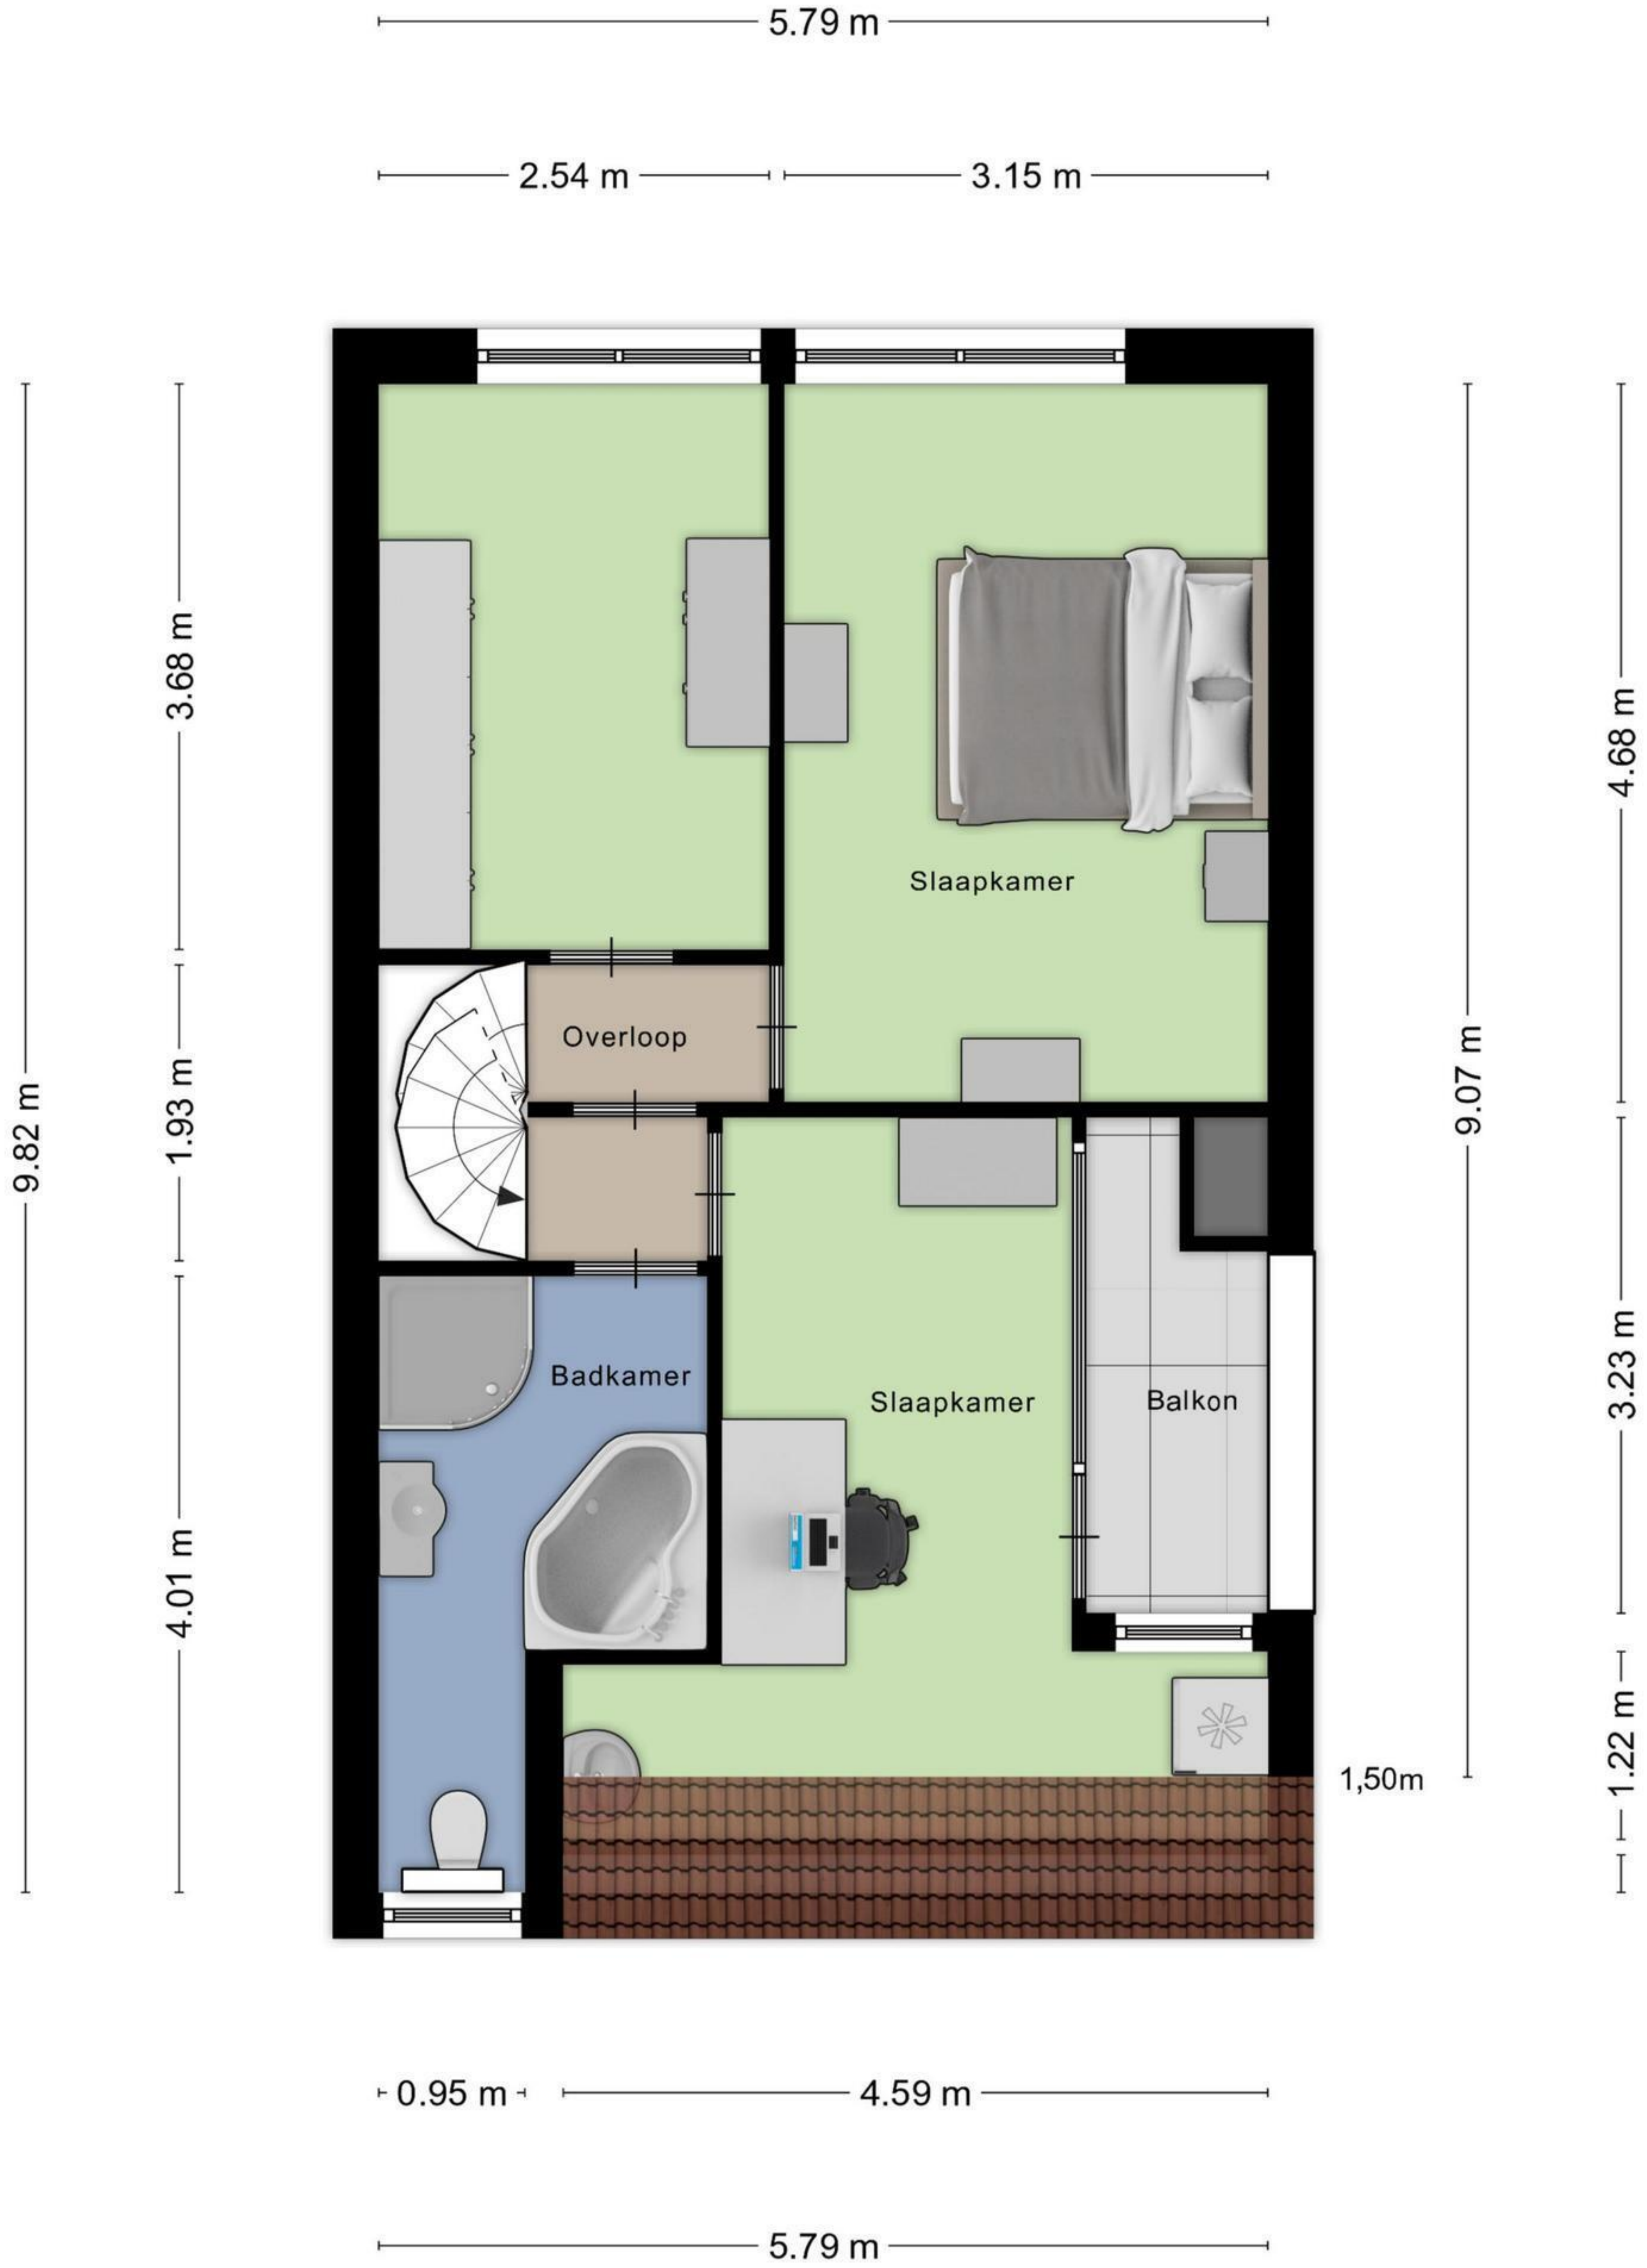 5.79 m
2.54 m
3.15 m
3.68 m
4.68 m
Slaapkamer
Overloop
9.82 m
1.93 m
9.07 m
Badkamer
Slaapkamer
Balkon
3.23 m
4.01 m
1.22 m
1,50m
0.95 m
4.59 m
5.79 m